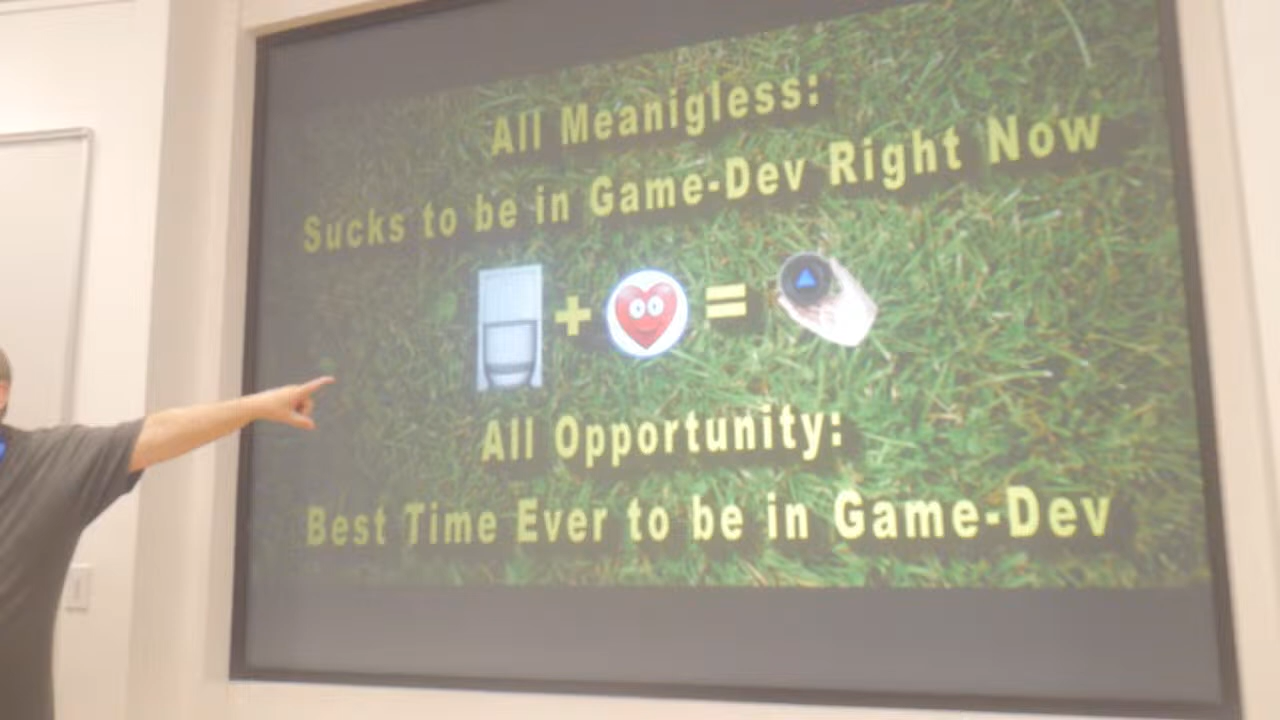 All Meanigless:
Sucks to be in Game-Dev Right Now
+ =
All Opportunity:
Best Time Ever to be in Game-Dev